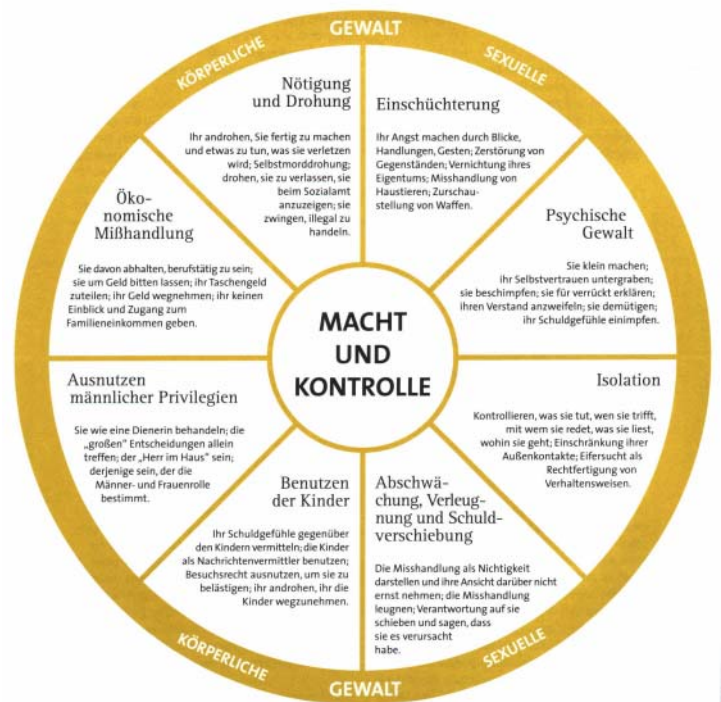 GEWALT
KÖRPERLICHE
SEXUELLE
Nötigung
und Drohung
Ihr androhen, Sie fertig zu machen
und etwas zu tun, was sie verletzen
wird; Selbstmorddrohung;
drohen, sie zu verlassen, sie
beim Sozialamt
anzuzeigen; sie
zwingen, illegal zu
handeln.
Einschüchterung
Ihr Angst machen durch Blicke,
Handlungen, Gesten; Zerstörung von
Gegenständen; Vernichtung ihres
Eigentums; Misshandlung von
Haustieren; Zurschau-
stellung von Waffen.
Öko-
nomische
Mißhandlung
Sie davon abhalten, berufstätig zu sein;
sie um Geld bitten lassen; ihr Taschengeld
zuteilen; ihr Geld wegnehmen; ihr keinen
Einblick und Zugang zum
Familieneinkommen geben.
Psychische
Gewalt
Sie klein machen;
ihr Selbstvertrauen untergraben;
sie beschimpfen; sie für verrückt erklären;
ihren Verstand anzweifeln; sie demütigen;
ihr Schuldgefühle einimpfen.
MACHT
UND
KONTROLLE
Ausnutzen
männlicher Privilegien
Sie wie eine Dienerin behandeln; die
„großen" Entscheidungen allein
treffen; der „Herr im Haus" sein;
derjenige sein, der die
Männer- und Frauenrolle
bestimmt.
Isolation
Kontrollieren, was sie tut, wen sie trifft,
mit wem sie redet, was sie liest,
wohin sie geht; Einschränkung ihrer
Außenkontakte; Eifersucht als
Rechtfertigung von
Verhaltensweisen.
Benutzen
der Kinder
Ihr Schuldgefühle gegenüber
den Kindern vermitteln; die Kinder
als Nachrichtenvermittler benutzen;
Besuchsrecht ausnutzen, um sie zu
belästigen; ihr androhen, ihr die
Kinder wegzunehmen.
Abschwä-
chung, Verleug-
nung und Schuld-
verschiebung
Die Misshandlung als Nichtigkeit
darstellen und ihre Ansicht darüber nicht
ernst nehmen; die Misshandlung
leugnen; Verantwortung auf sie
schieben und sagen, dass
sie es verursacht
habe.
KÖRPERLICHE
SEXUELLE
GEWALT